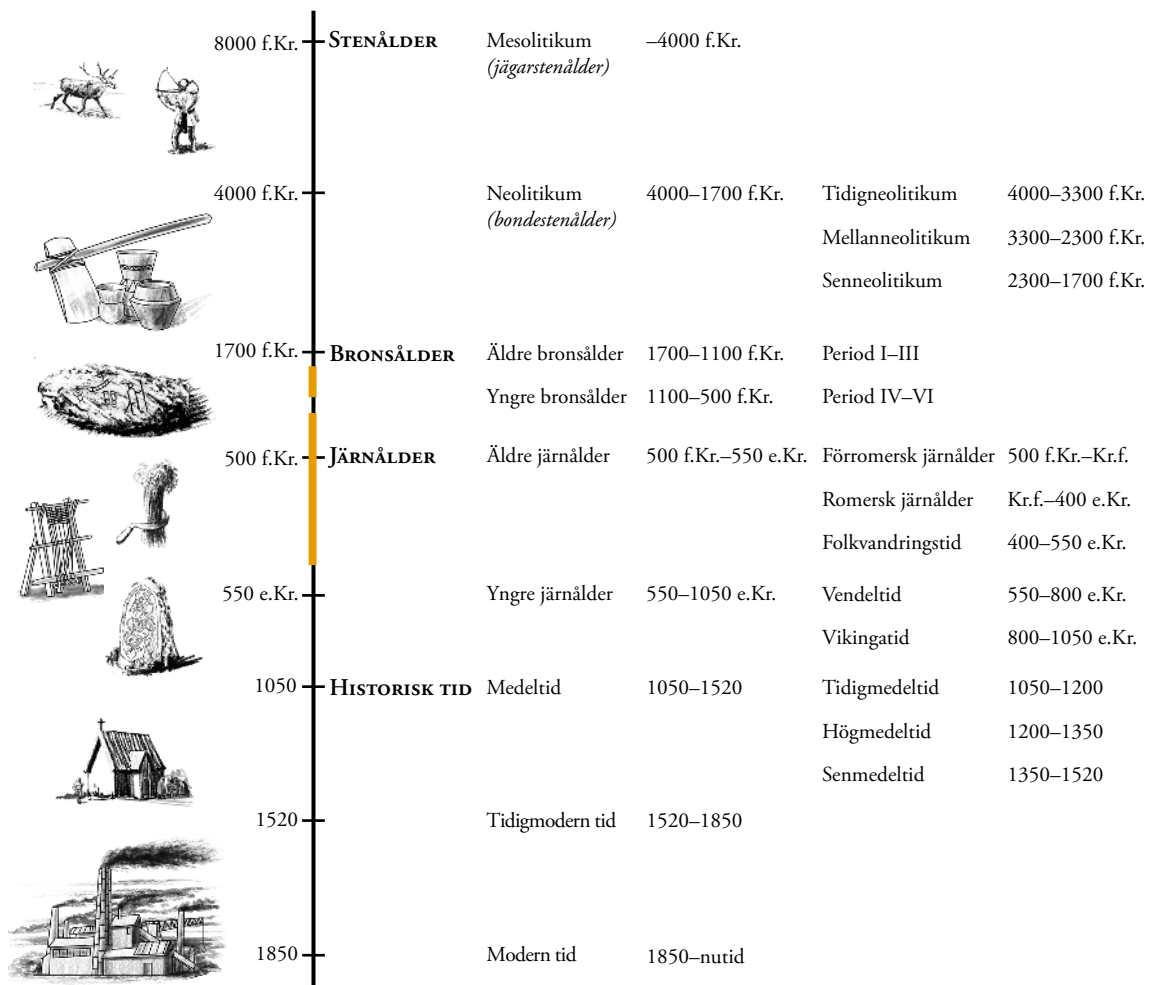 8000 f.Kr. STENÅLDER Mesolitikum –4000 f.Kr.
(jägarstenålder)
4000 f.Kr. Neolitikum 4000–1700 f.Kr. Tidigneolitikum 4000–3300 f.Kr.
(bondestenålder)
Mellanneolitikum 3300–2300 f.Kr.
Senneolitikum 2300–1700 f.Kr.
1700 f.Kr. BRONSÅLDER Äldre bronsålder 1700–1100 f.Kr. Period I–III
Yngre bronsålder 1100–500 f.Kr. Period IV–VI
500 f.Kr. JÄRNÅLDER Äldre järnålder 500 f.Kr.–550 e.Kr. Förromersk järnålder 500 f.Kr.–Kr.f.
Romersk järnålder Kr.f.–400 e.Kr.
Folkvandringstid 400–550 e.Kr.
550 e.Kr. Yngre järnålder 550–1050 e.Kr. Vendeltid 550–800 e.Kr.
Vikingatid 800–1050 e.Kr.
1050 HISTORISK TID Medeltid 1050–1520 Tidigmedeltid 1050–1200
Högmedeltid 1200–1350
Senmedeltid 1350–1520
1520 Tidigmodern tid 1520–1850
1850 Modern tid 1850–nutid